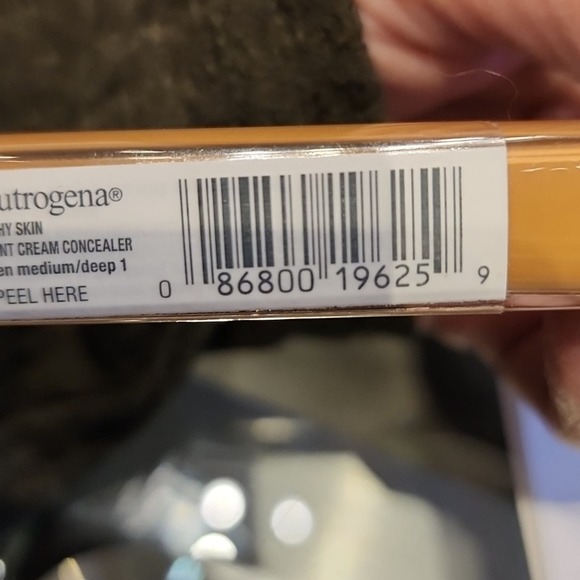 utrogena®
HY SKIN
NT CREAM CONCEALER
en medium/deep 1
PEEL HERE
0 86800 19625 9